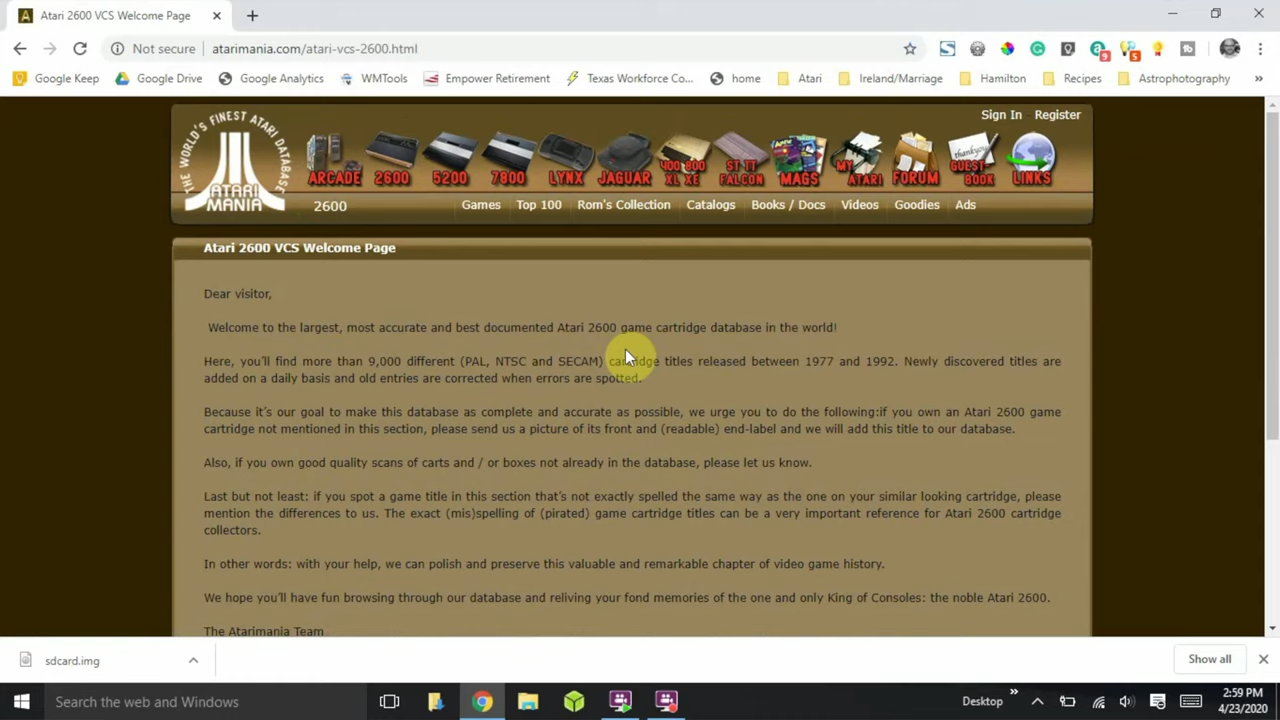 Atari 2600 VCS Welcome Page
Not secure
atarimania.com/atari-vcs-2600.html
9
5
Google Keep
Google Drive
Google Analytics
WMTools
Empower Retirement
Texas Workforce Co...
home
Atari
Ireland/Marriage
Hamilton
Recipes
Astrophotography
»
Sign In
Register
THE WORLD'S FINEST ATARI DATABASE
ATARI
MANIA
ARCADE
2600
5200
7800
LYNX
JAGUAR
400 800
XL XE
ST TT
FALCON
MAGS
MY
ATARI
FORUM
thankyou
GUEST
BOOK
LINKS
2600
Games
Top 100
Rom's Collection
Catalogs
Books / Docs
Videos
Goodies
Ads
Atari 2600 VCS Welcome Page
Dear visitor,
Welcome to the largest, most accurate and best documented Atari 2600 game cartridge database in the world!
Here, you'll find more than 9,000 different (PAL, NTSC and SECAM) cartridge titles released between 1977 and 1992. Newly discovered titles are
added on a daily basis and old entries are corrected when errors are spotted.
Because it's our goal to make this database as complete and accurate as possible, we urge you to do the following:if you own an Atari 2600 game
cartridge not mentioned in this section, please send us a picture of its front and (readable) end-label and we will add this title to our database.
Also, if you own good quality scans of carts and / or boxes not already in the database, please let us know.
Last but not least: if you spot a game title in this section that's not exactly spelled the same way as the one on your similar looking cartridge, please
mention the differences to us. The exact (mis)spelling of (pirated) game cartridge titles can be a very important reference for Atari 2600 cartridge
collectors.
In other words: with your help, we can polish and preserve this valuable and remarkable chapter of video game history.
We hope you'll have fun browsing through our database and reliving your fond memories of the one and only King of Consoles: the noble Atari 2600.
The Atarimania Team
sdcard.img
Show all
Search the web and Windows
Desktop
»
2:59 PM
4/23/2020